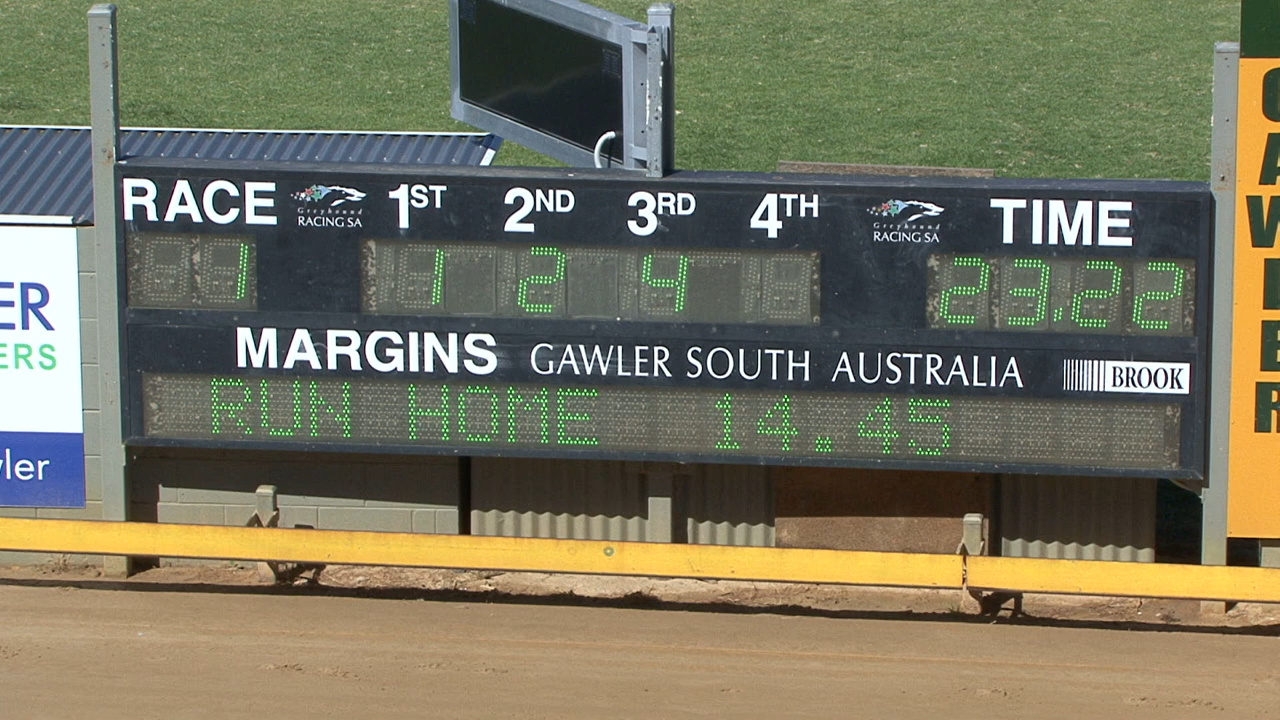 RACE
Greyhound
RACING SA
1ST 2ND 3RD 4TH
Greyhound
RACING SA
TIME
1 1 2 4 23.22
MARGINS GAWLER SOUTH AUSTRALIA BROOK
RUN HOME 14.45
ER
ERS
wler
G
A
W
L
E
R